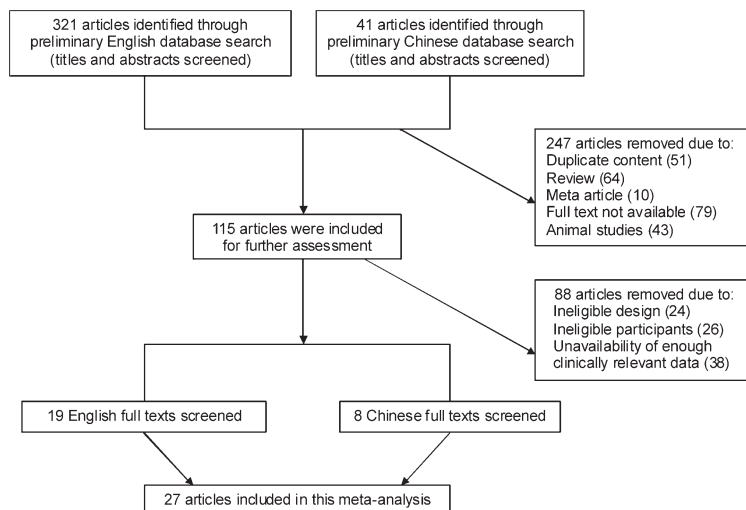 321 articles identified through
preliminary English database search
(titles and abstracts screened)
41 articles identified through
preliminary Chinese database search
(titles and abstracts screened)
247 articles removed due to:
Duplicate content (51)
Review (64)
Meta article (10)
Full text not available (79)
Animal studies (43)
115 articles were included
for further assessment
88 articles removed due to:
Ineligible design (24)
Ineligible participants (26)
Unavailability of enough
clinically relevant data (38)
19 English full texts screened
8 Chinese full texts screened
27 articles included in this meta-analysis